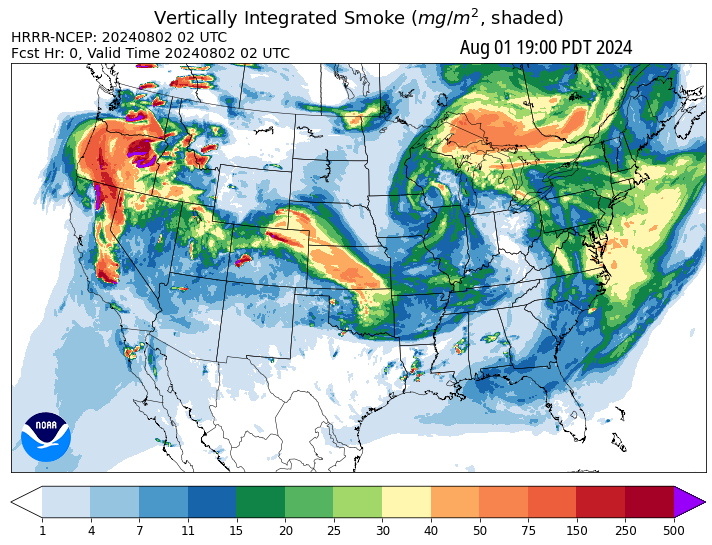 Vertically Integrated Smoke (mg/m², shaded)
HRRR-NCEP: 20240802 02 UTC
Fcst Hr: 0, Valid Time 20240802 02 UTC
Aug 01 19:00 PDT 2024
NOAA
1 4 7 11 15 20 25 30 40 50 75 150 250 500